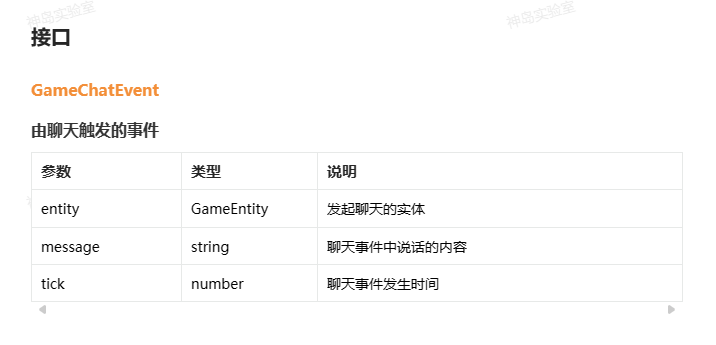 神岛实验室
神岛实验室
接口
GameChatEvent
由聊天触发的事件
参数 类型 说明
entity GameEntity 发起聊天的实体
message string 聊天事件中说话的内容
tick number 聊天事件发生时间